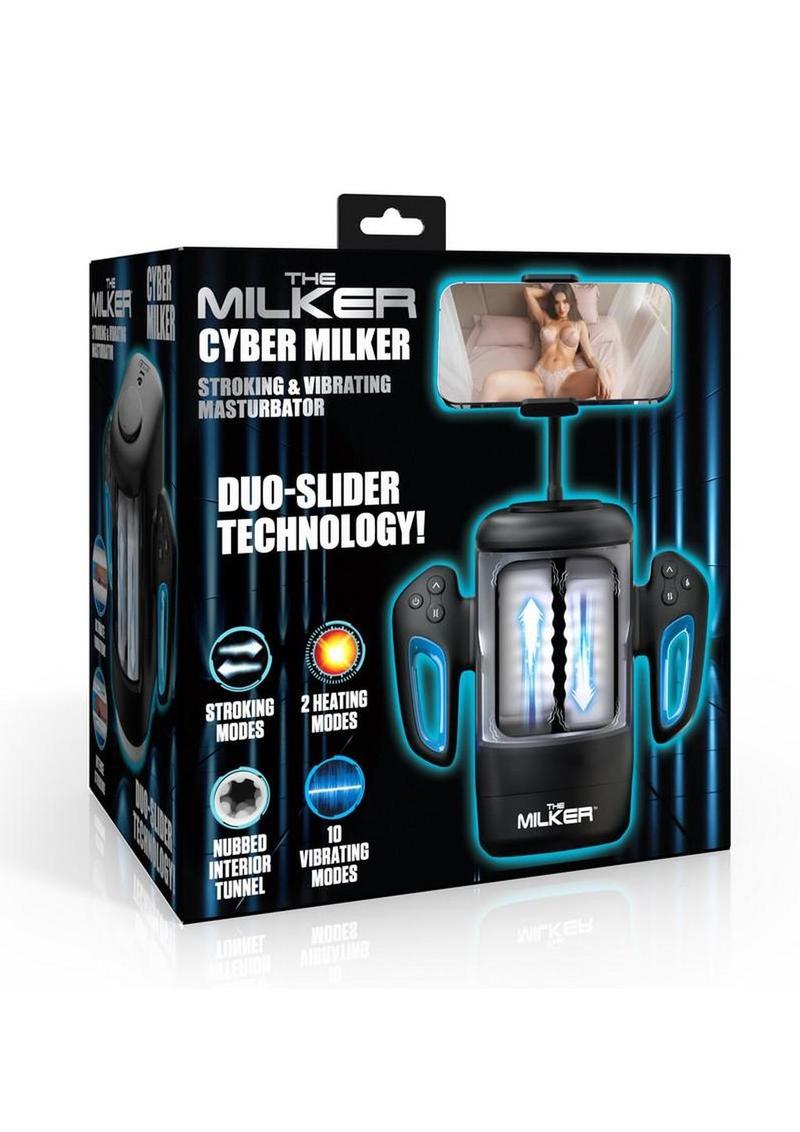 THE
MILKER
CYBER MILKER
STROKING & VIBRATING
MASTURBATOR
DUO-SLIDER
TECHNOLOGY!
STROKING
MODES
2 HEATING
MODES
NUBBED
INTERIOR
TUNNEL
10
VIBRATING
MODES
THE
MILKER™
THE
MILKER
STROKING & VIBRATING
MASTURBATOR
CYBER
MILKER
DUO-SLIDER
TECHNOLOGY!